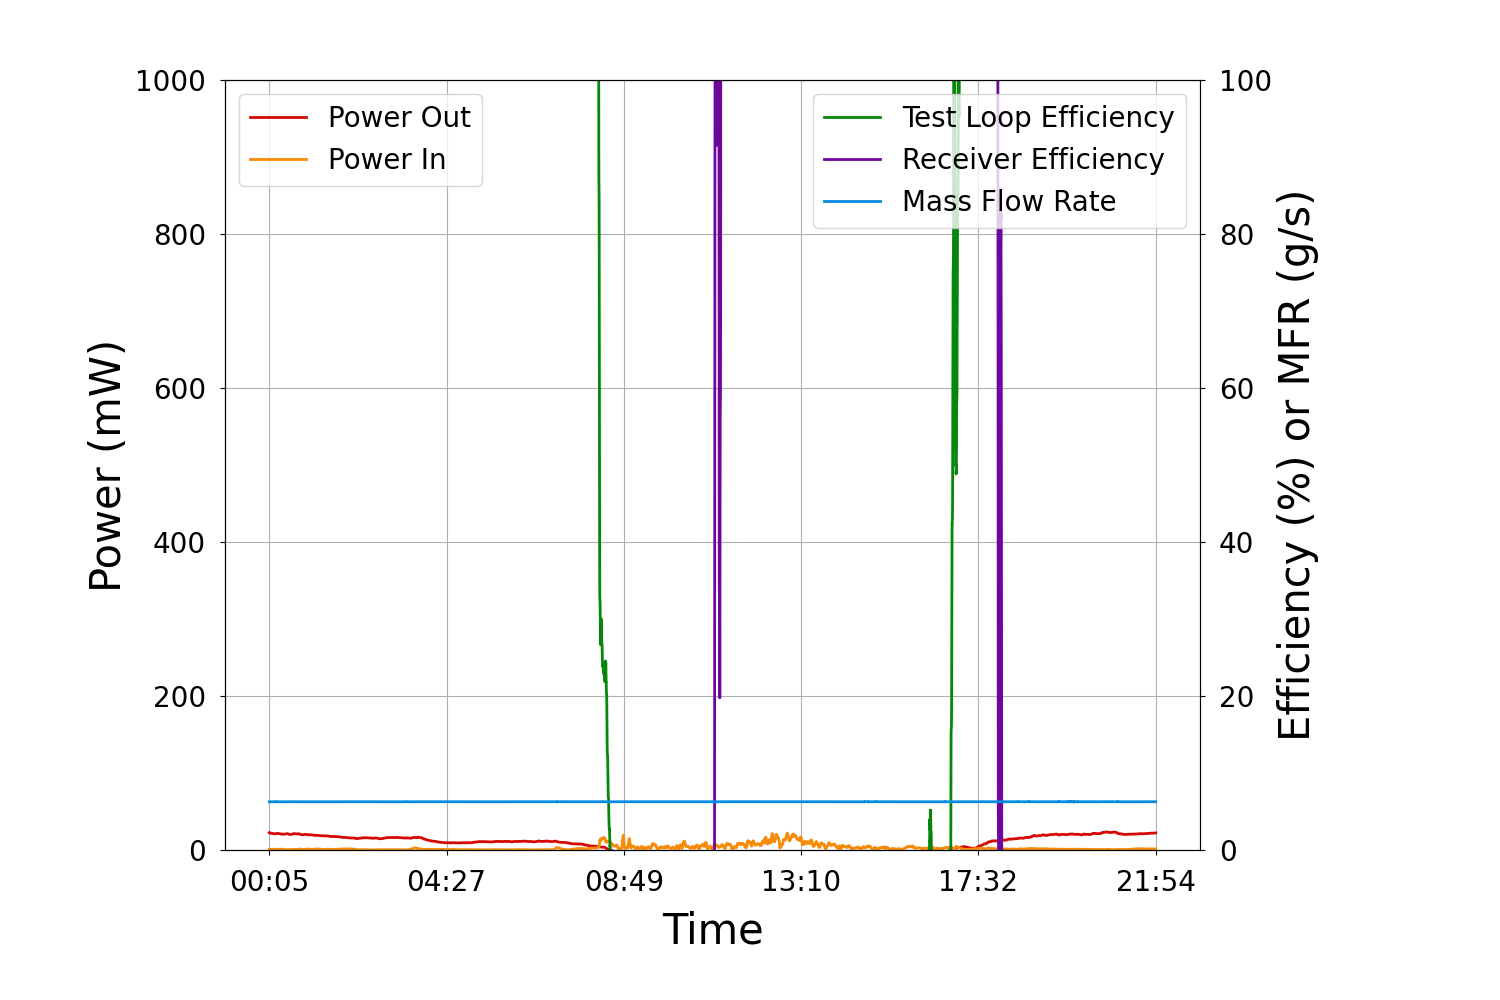 1000
800
600
400
200
0
Power (mW)
Power Out
Power In
Test Loop Efficiency
Receiver Efficiency
Mass Flow Rate
100
80
60
40
20
0
Efficiency (%) or MFR (g/s)
00:05 04:27 08:49 13:10 17:32 21:54
Time